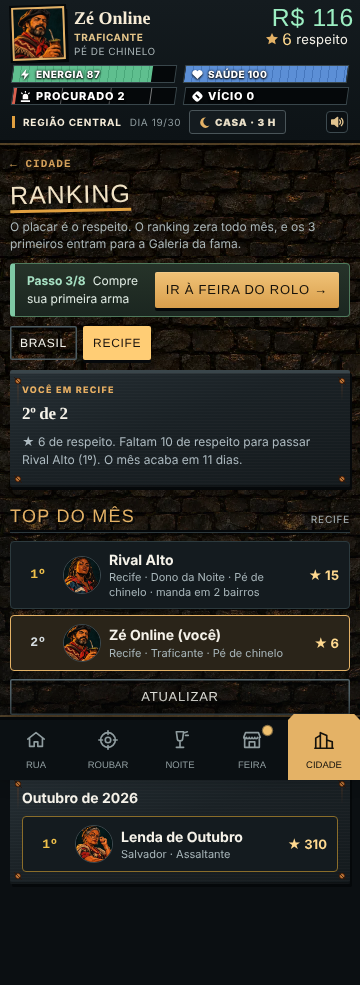 Zé Online
TRAFICANTE
PÉ DE CHINELO
R$ 116
★ 6 respeito
ENERGIA 87
SAÚDE 100
PROCURADO 2
VÍCIO 0
REGIÃO CENTRAL DIA 19/30
CASA · 3 H
← CIDADE
RANKING
O placar é o respeito. O ranking zera todo mês, e os 3
primeiros entram para a Galeria da fama.
Passo 3/8 Compre
sua primeira arma
IR À FEIRA DO ROLO →
BRASIL
RECIFE
VOCÊ EM RECIFE
2º de 2
★ 6 de respeito. Faltam 10 de respeito para passar
Rival Alto (1º). O mês acaba em 11 dias.
TOP DO MÊS
RECIFE
1º
Rival Alto
Recife · Dono da Noite · Pé de
chinelo · manda em 2 bairros
★ 15
2º
Zé Online (você)
Recife · Traficante · Pé de chinelo
★ 6
ATUALIZAR
RUA
ROUBAR
NOITE
FEIRA
CIDADE
Outubro de 2026
1º
Lenda de Outubro
Salvador · Assaltante
★ 310